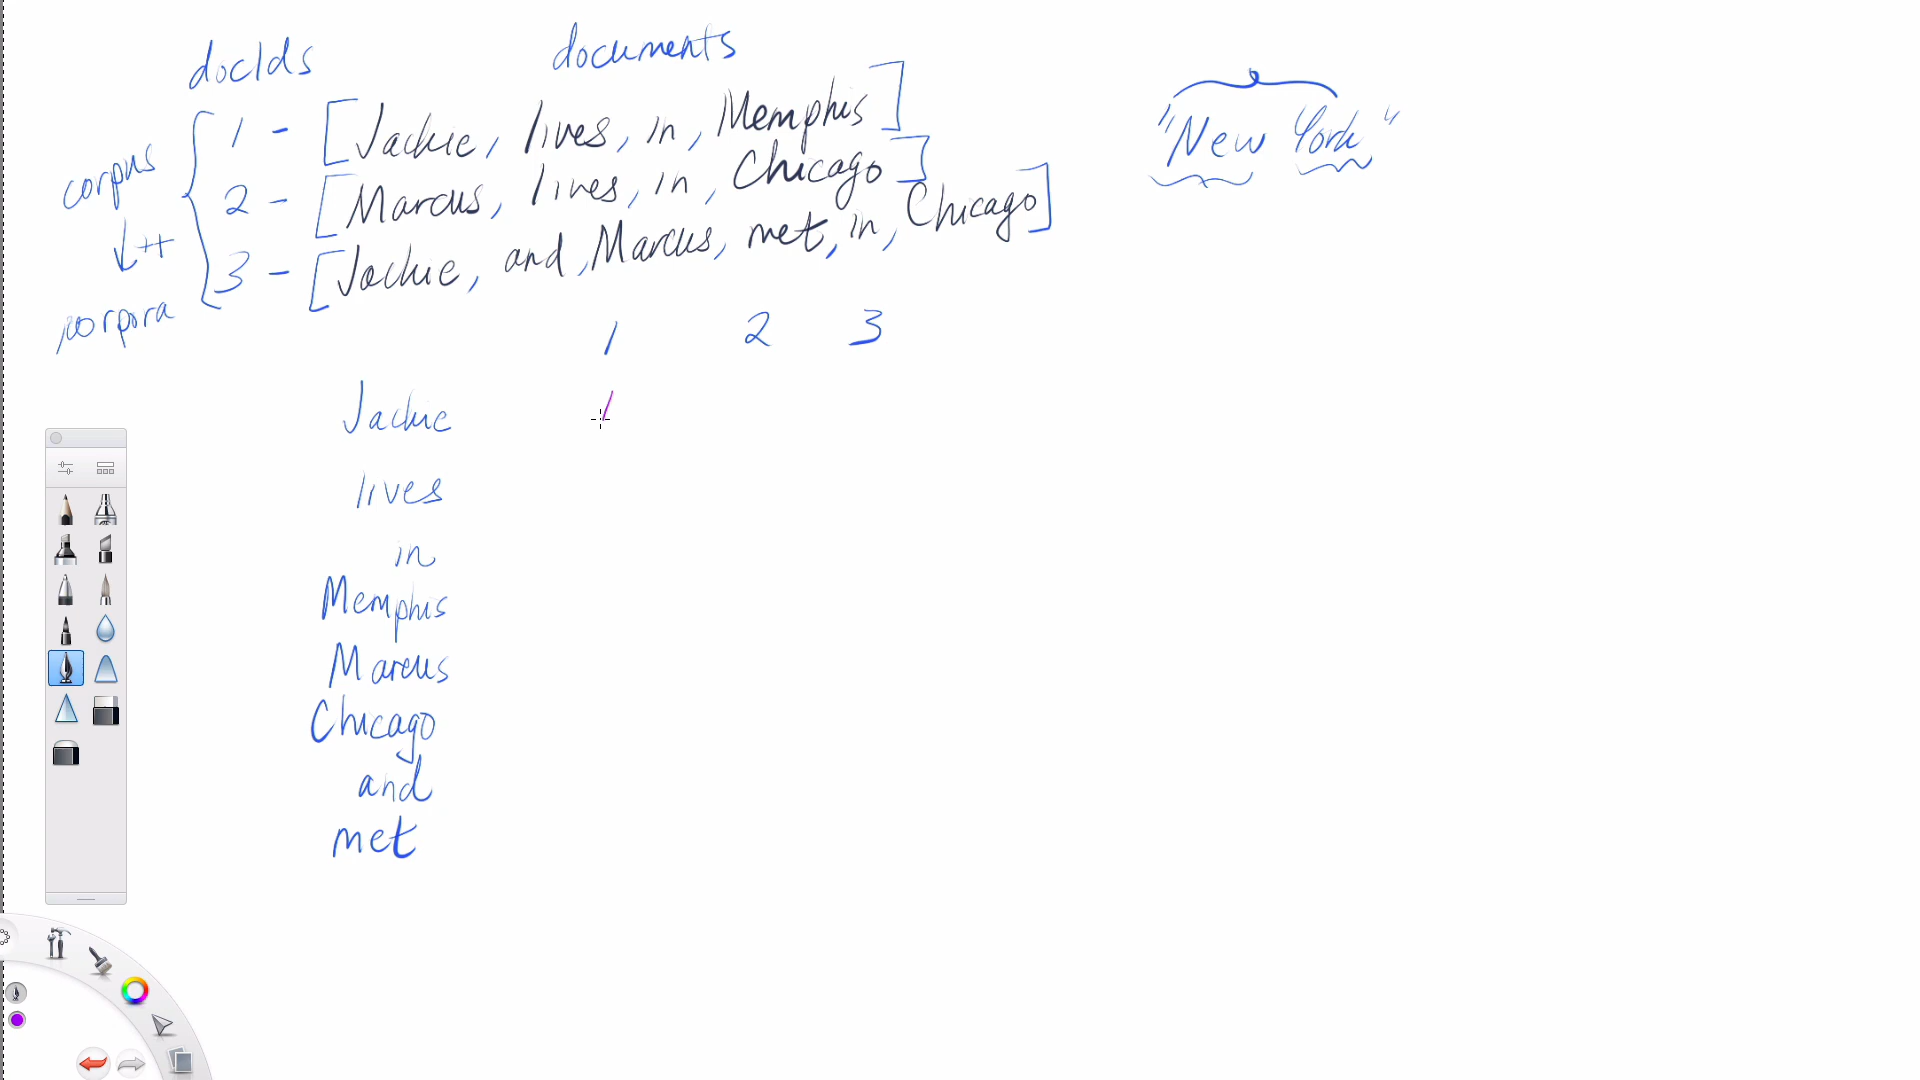 docIds documents
1 - [Jackie, lives, in, Memphis]
"New York"
corpus
2 - [Marcus, lives, in, Chicago]
++
3 - [Jackie, and, Marcus, met, in, Chicago]
corpora
1 2 3
Jackie 1
lives
in
Memphis
Marcus
Chicago
and
met